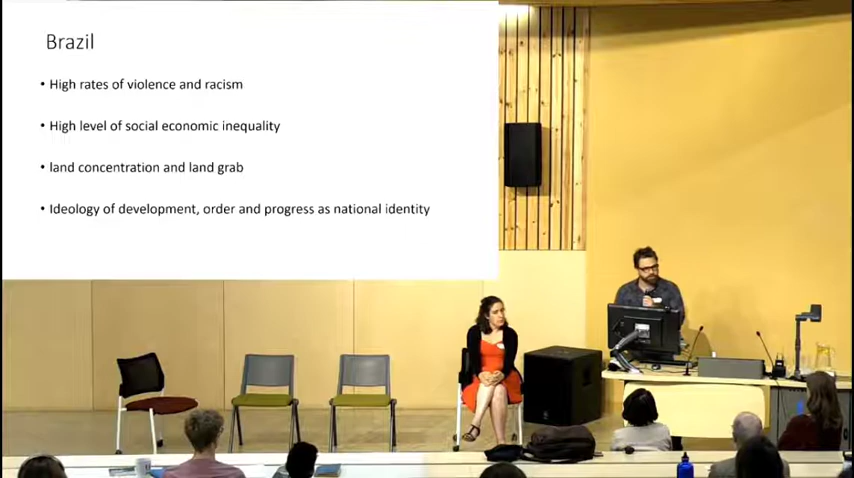 Brazil
• High rates of violence and racism
• High level of social economic inequality
• land concentration and land grab
• Ideology of development, order and progress as national identity